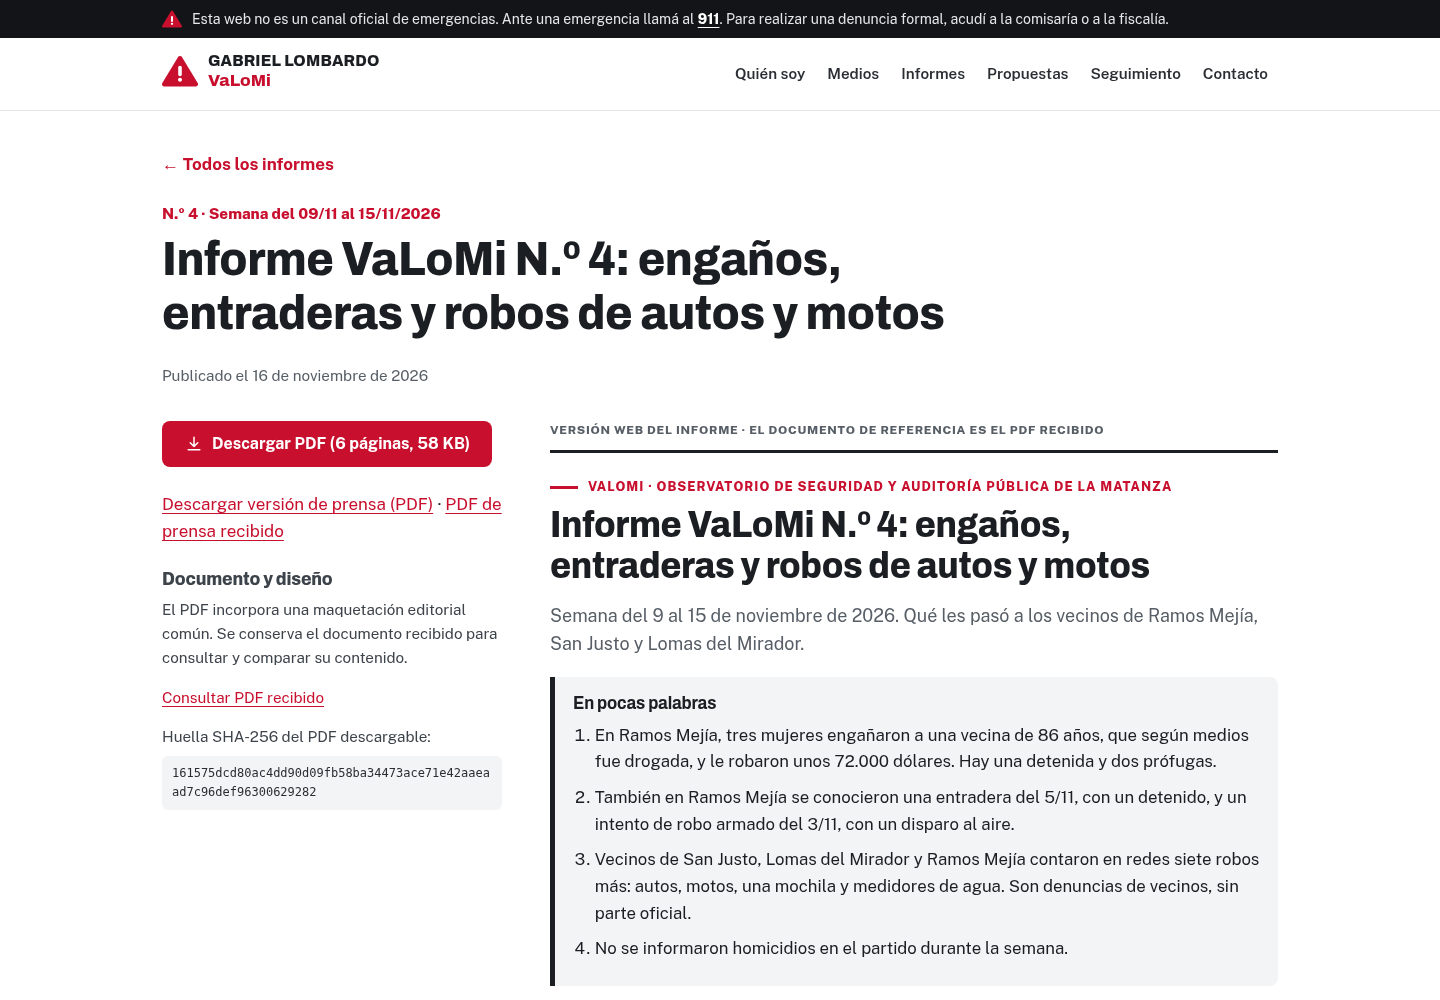 Esta web no es un canal oficial de emergencias. Ante una emergencia llamá al 911. Para realizar una denuncia formal, acudí a la comisaría o a la fiscalía.
GABRIEL LOMBARDO
VaLoMi
Quién soy Medios Informes Propuestas Seguimiento Contacto
← Todos los informes
N.º 4 · Semana del 09/11 al 15/11/2026
Informe VaLoMi N.º 4: engaños,
entraderas y robos de autos y motos
Publicado el 16 de noviembre de 2026
Descargar PDF (6 páginas, 58 KB)
Descargar versión de prensa (PDF) · PDF de
prensa recibido
Documento y diseño
El PDF incorpora una maquetación editorial
común. Se conserva el documento recibido para
consultar y comparar su contenido.
Consultar PDF recibido
Huella SHA-256 del PDF descargable:
161575dcd80ac4dd90d09fb58ba34473ace71e42aaea
ad7c96def96300629282
VERSIÓN WEB DEL INFORME · EL DOCUMENTO DE REFERENCIA ES EL PDF RECIBIDO
VALOMI · OBSERVATORIO DE SEGURIDAD Y AUDITORÍA PÚBLICA DE LA MATANZA
Informe VaLoMi N.º 4: engaños,
entraderas y robos de autos y motos
Semana del 9 al 15 de noviembre de 2026. Qué les pasó a los vecinos de Ramos Mejía,
San Justo y Lomas del Mirador.
En pocas palabras
1. En Ramos Mejía, tres mujeres engañaron a una vecina de 86 años, que según medios
fue drogada, y le robaron unos 72.000 dólares. Hay una detenida y dos prófugas.
2. También en Ramos Mejía se conocieron una entradera del 5/11, con un detenido, y un
intento de robo armado del 3/11, con un disparo al aire.
3. Vecinos de San Justo, Lomas del Mirador y Ramos Mejía contaron en redes siete robos
más: autos, motos, una mochila y medidores de agua. Son denuncias de vecinos, sin
parte oficial.
4. No se informaron homicidios en el partido durante la semana.